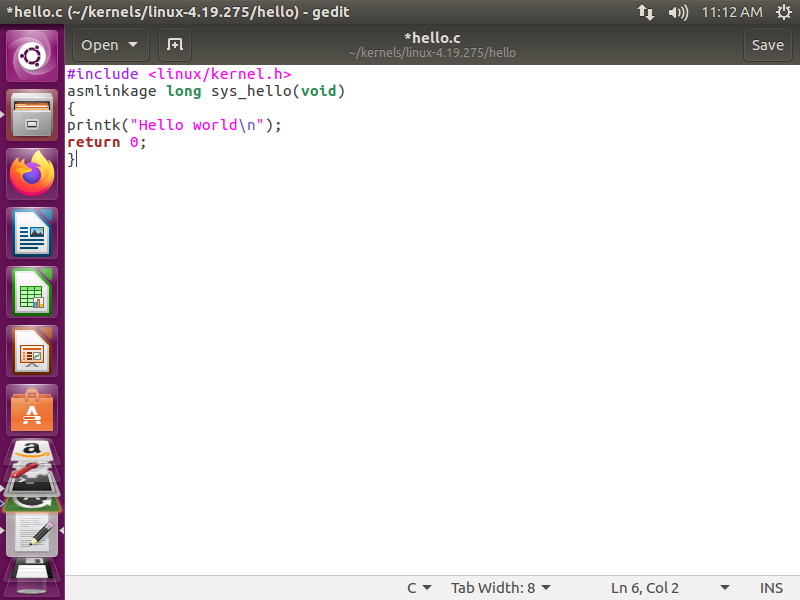 *hello.c (~/kernels/linux-4.19.275/hello) - gedit
11:12 AM
Open
*hello.c
~/kernels/linux-4.19.275/hello
Save
#include <linux/kernel.h>
asmlinkage long sys_hello(void)
{
printk("Hello world\n");
return 0;
}
C
Tab Width: 8
Ln 6, Col 2
INS